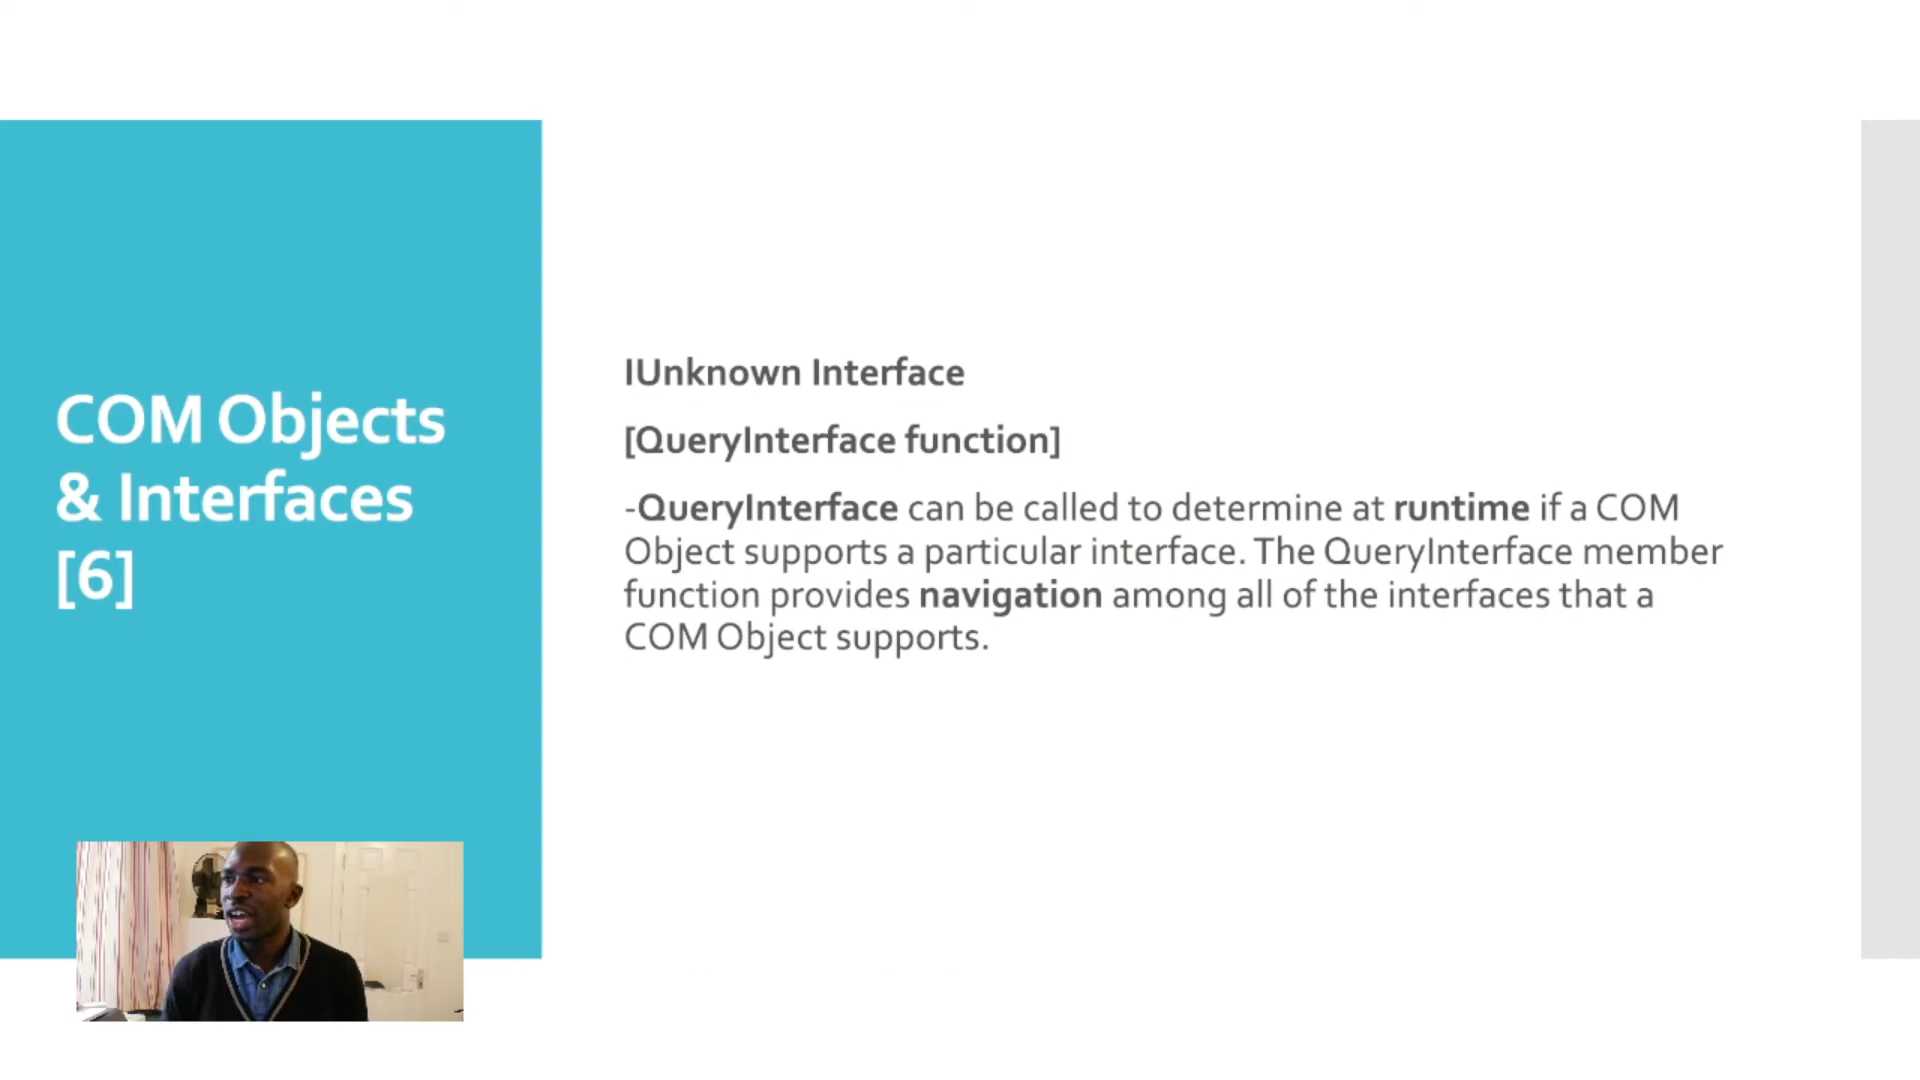 COM Objects
& Interfaces
[6]
IUnknown Interface
[QueryInterface function]
-QueryInterface can be called to determine at runtime if a COM
Object supports a particular interface. The QueryInterface member
function provides navigation among all of the interfaces that a
COM Object supports.